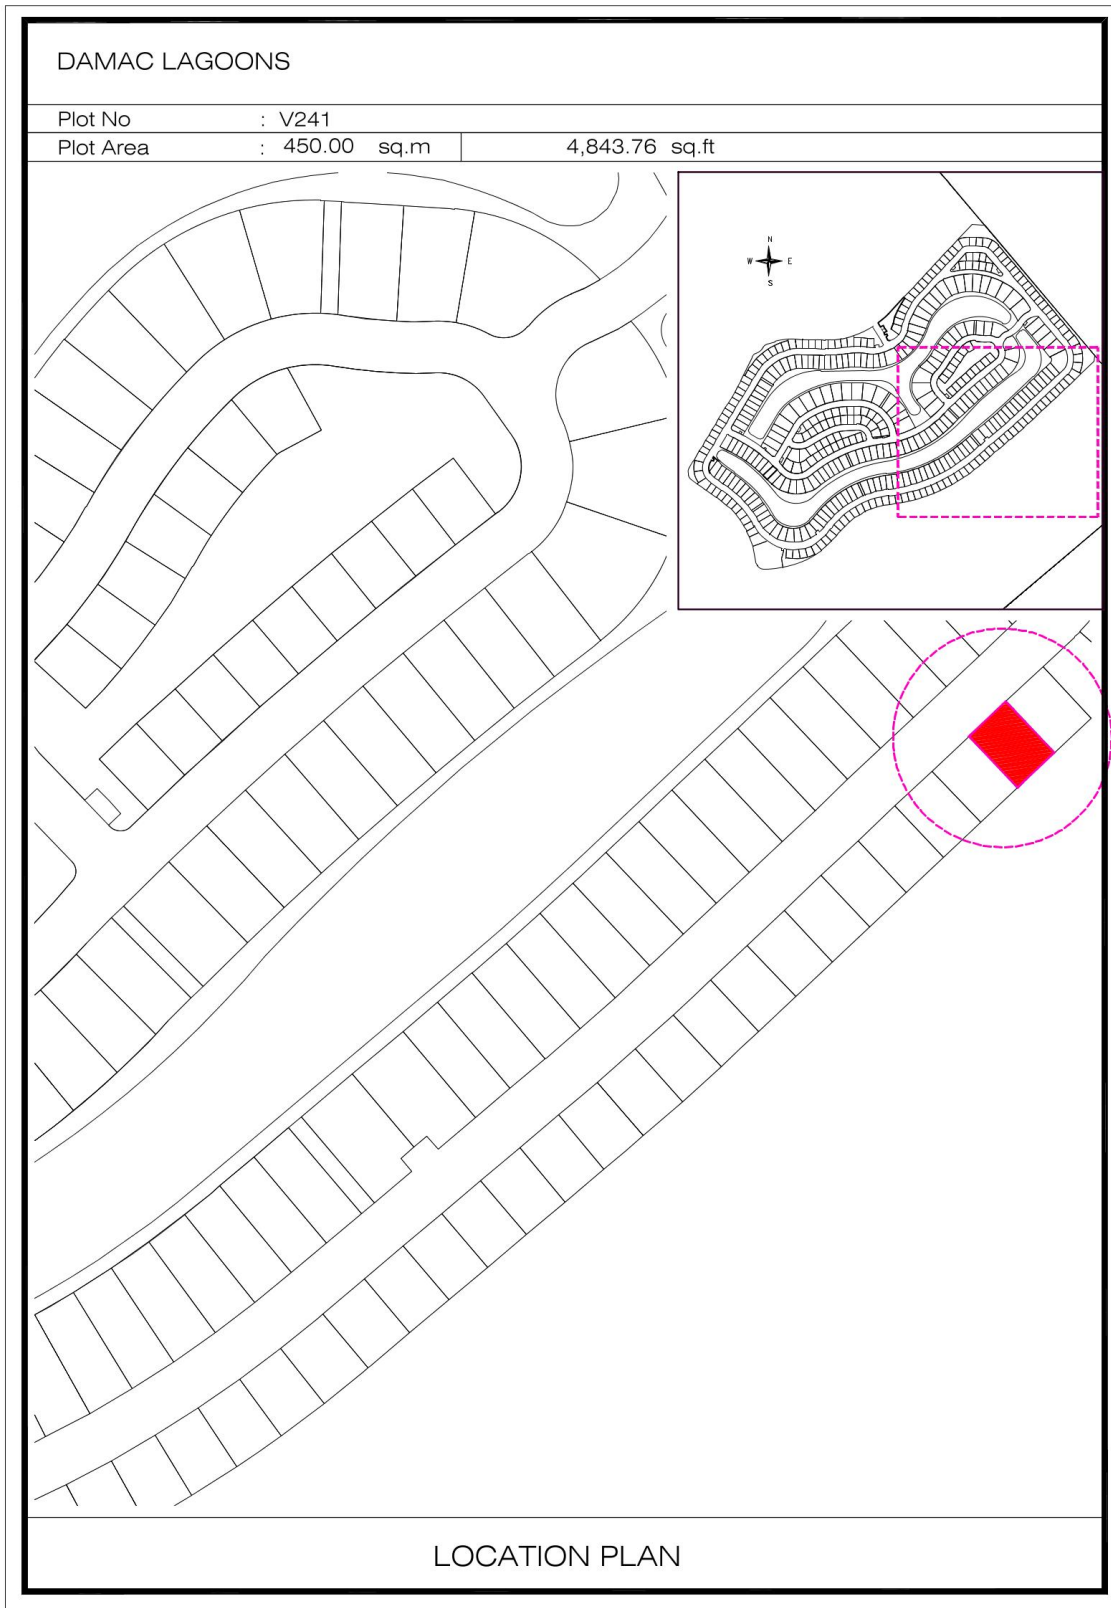 DAMAC LAGOONS
Plot No : V241
Plot Area : 450.00 sq.m 4,843.76 sq.ft
N
W E
S
LOCATION PLAN